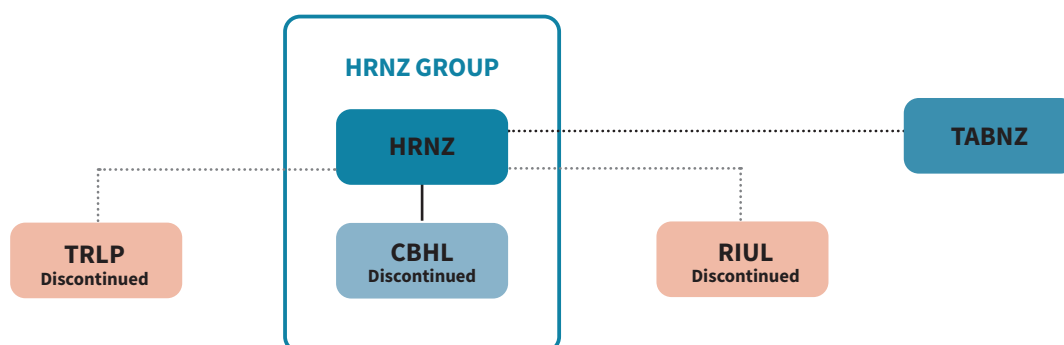 HRNZ GROUP
HRNZ
TABNZ
TRLP
Discontinued
CBHL
Discontinued
RIUL
Discontinued